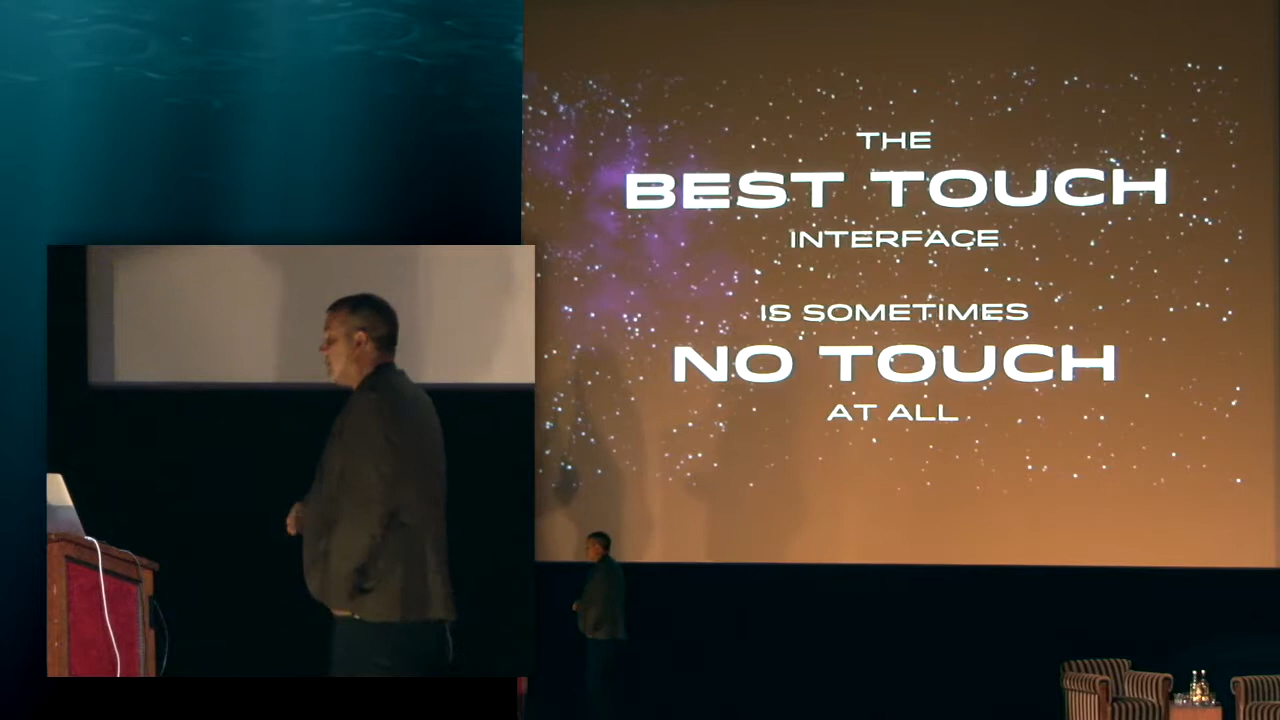 THE
BEST TOUCH
INTERFACE
IS SOMETIMES
NO TOUCH
AT ALL